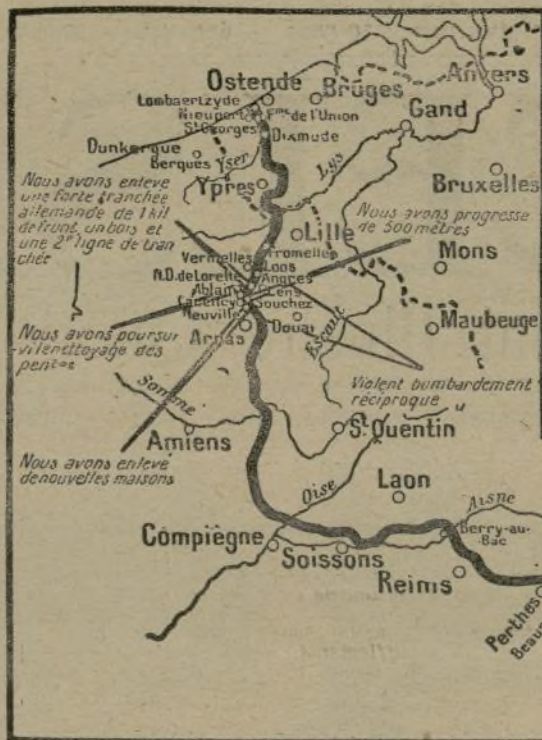 Anvers
Ostende
Bruges
Lombaertzyde
Nieuport
Fme de l'Union
St Georges
Gand
Dixmude
Dunkerque
Bergues
Yser
Lys
Ypres
Bruxelles
Nous avons enlevé
une forte tranchée
allemande de 1 kil
de front, un bois et
une 2e ligne de tran
chée
Nous avons progressé
de 500 mètres
Lille
Fromelles
Mons
Vermelles
Loos
N.D. de Lorette
Angres
Ablain
Lens
Carency
Souchez
Neuville
Maubeuge
Arras
Douai
Escaut
Nous avons poursui
vi le nettoyage des
pentes
Violent bombardement
réciproque
Somme
Amiens
St Quentin
Nous avons enlevé
de nouvelles maisons
Oise
Laon
Aisne
Compiègne
Berry-au-
Bac
Soissons
Reims
Perthes
Beau